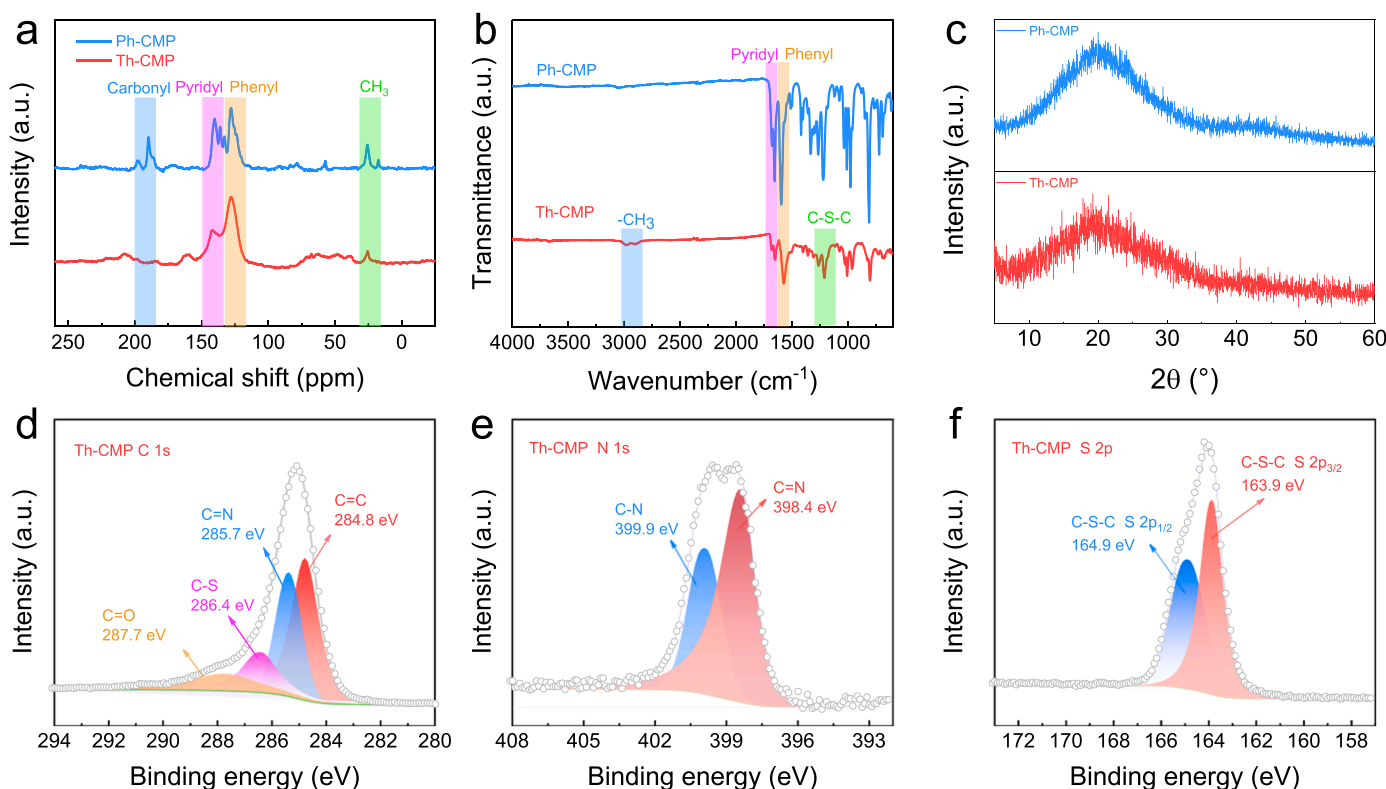 a
Ph-CMP
Th-CMP
Carbonyl
Pyridyl
Phenyl
CH3
Intensity (a.u.)
250
200
150
100
50
0
Chemical shift (ppm)
b
Pyridyl
Phenyl
Ph-CMP
Th-CMP
-CH3
C-S-C
Transmittance (a.u.)
4000
3500
3000
2500
2000
1500
1000
Wavenumber (cm-1)
c
Ph-CMP
Th-CMP
Intensity (a.u.)
10
20
30
40
50
60
2θ (°)
d
Th-CMP C 1s
C=C
284.8 eV
C=N
285.7 eV
C-S
286.4 eV
C=O
287.7 eV
Intensity (a.u.)
294
292
290
288
286
284
282
280
Binding energy (eV)
e
Th-CMP N 1s
C-N
399.9 eV
C=N
398.4 eV
Intensity (a.u.)
408
405
402
399
396
393
Binding energy (eV)
f
Th-CMP S 2p
C-S-C S 2p3/2
163.9 eV
C-S-C S 2p1/2
164.9 eV
Intensity (a.u.)
172
170
168
166
164
162
160
158
Binding energy (eV)